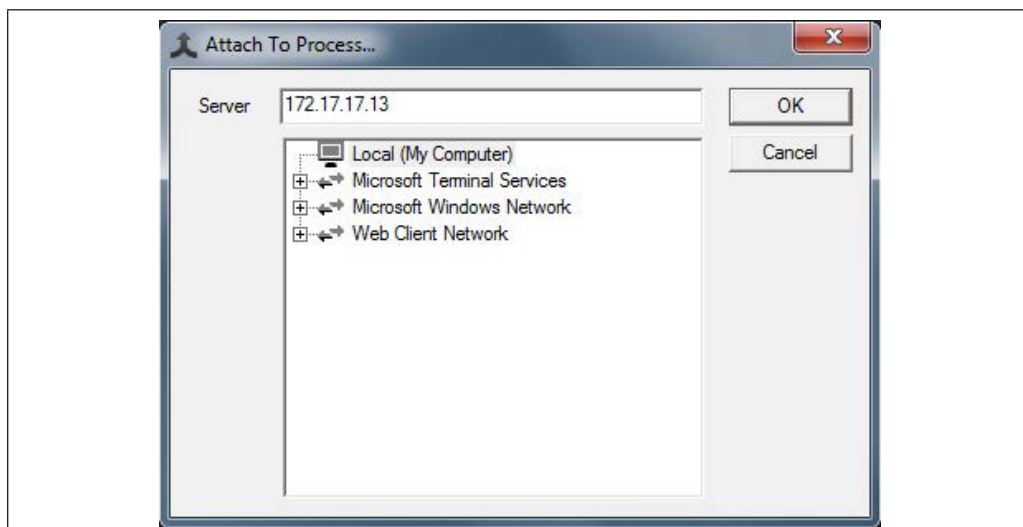 Attach To Process...
Server 172.17.17.13 OK
Local (My Computer) Cancel
Microsoft Terminal Services
Microsoft Windows Network
Web Client Network